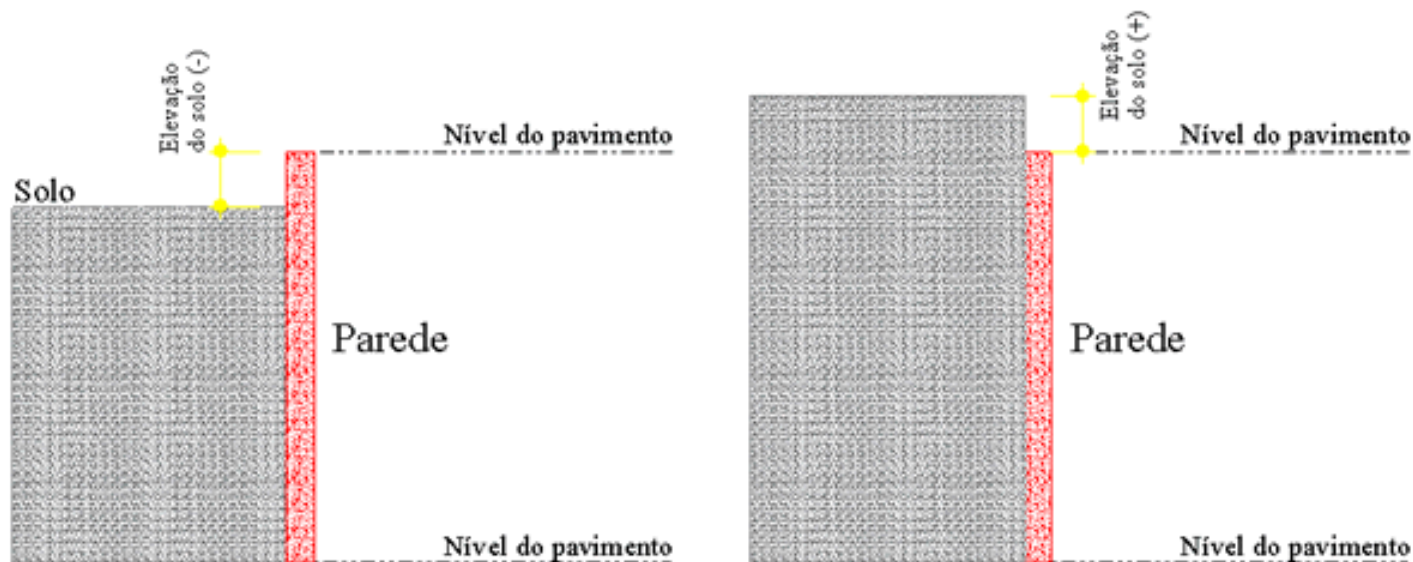 Elevação
do solo (-)
Nível do pavimento
Solo
Parede
Nível do pavimento
Elevação
do solo (+)
Nível do pavimento
Parede
Nível do pavimento